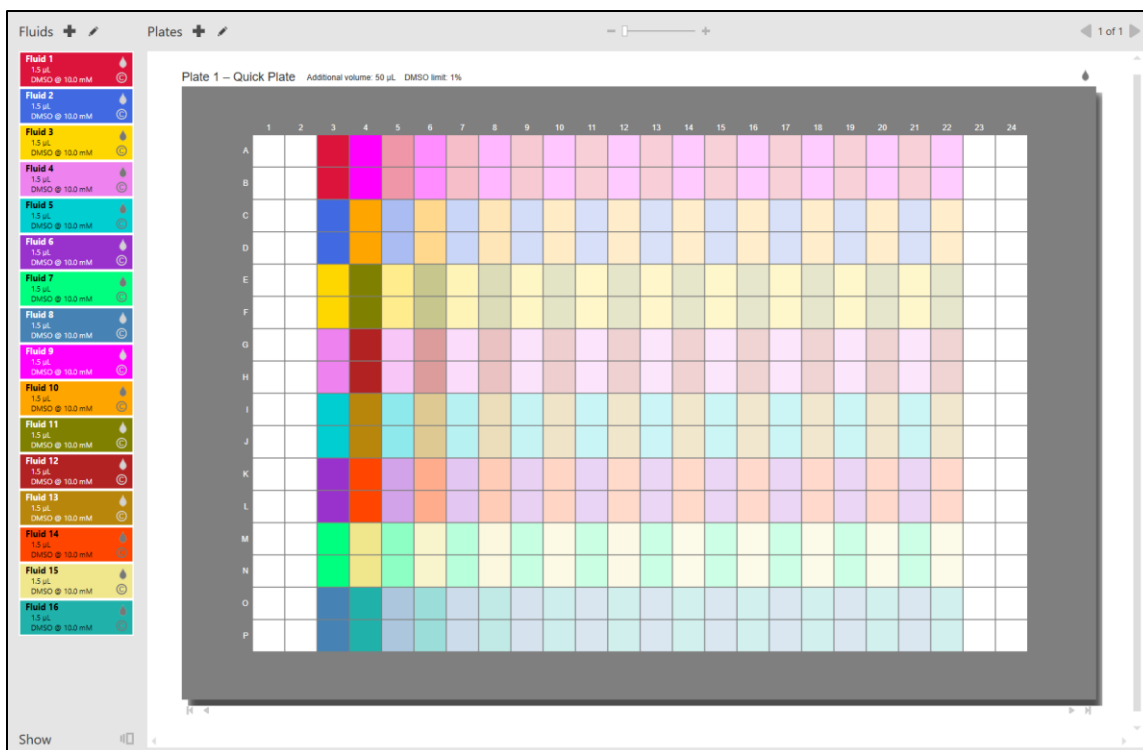 Fluids
Plates
1 of 1
Fluid 1
1.5 µL
DMSO @ 10.0 mM
Fluid 2
1.5 µL
DMSO @ 10.0 mM
Fluid 3
1.5 µL
DMSO @ 10.0 mM
Fluid 4
1.5 µL
DMSO @ 10.0 mM
Fluid 5
1.5 µL
DMSO @ 10.0 mM
Fluid 6
1.5 µL
DMSO @ 10.0 mM
Fluid 7
1.5 µL
DMSO @ 10.0 mM
Fluid 8
1.5 µL
DMSO @ 10.0 mM
Fluid 9
1.5 µL
DMSO @ 10.0 mM
Fluid 10
1.5 µL
DMSO @ 10.0 mM
Fluid 11
1.5 µL
DMSO @ 10.0 mM
Fluid 12
1.5 µL
DMSO @ 10.0 mM
Fluid 13
1.5 µL
DMSO @ 10.0 mM
Fluid 14
1.5 µL
DMSO @ 10.0 mM
Fluid 15
1.5 µL
DMSO @ 10.0 mM
Fluid 16
1.5 µL
DMSO @ 10.0 mM
Show
Plate 1 – Quick Plate Additional volume: 50 µL DMSO limit: 1%
1 2 3 4 5 6 7 8 9 10 11 12 13 14 15 16 17 18 19 20 21 22 23 24
A
B
C
D
E
F
G
H
I
J
K
L
M
N
O
P